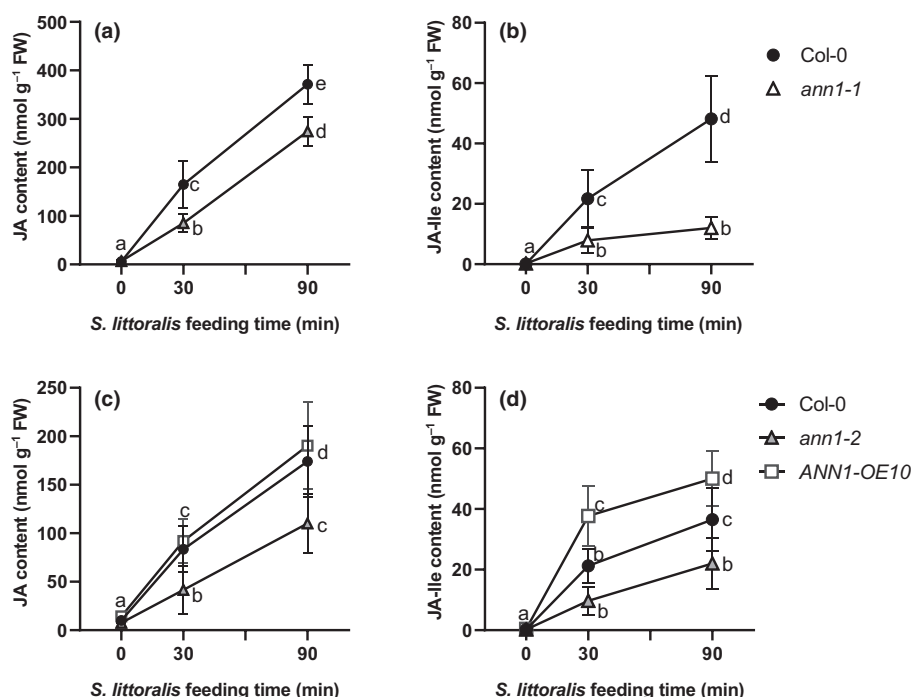 (a)
JA content (nmol g⁻¹ FW)
500
400
300
200
100
0
a
c
b
e
d
0 30 90
S. littoralis feeding time (min)
(b)
JA-Ile content (nmol g⁻¹ FW)
80
60
40
20
0
a
c
b
d
b
0 30 90
S. littoralis feeding time (min)
Col-0
ann1-1
(c)
JA content (nmol g⁻¹ FW)
250
200
150
100
50
0
a
c
b
d
c
0 30 90
S. littoralis feeding time (min)
(d)
JA-Ile content (nmol g⁻¹ FW)
80
60
40
20
0
a
c
b
b
d
c
b
0 30 90
S. littoralis feeding time (min)
Col-0
ann1-2
ANN1-OE10